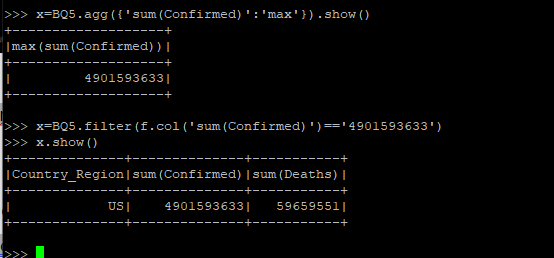 >>> x=BQ5.agg({'sum(Confirmed)':'max'}).show()
+-------------------+
|max(sum(Confirmed))|
+-------------------+
|         4901593633|
+-------------------+
>>> x=BQ5.filter(f.col('sum(Confirmed)')=='4901593633')
>>> x.show()
+--------------+--------------+-----------+
|Country_Region|sum(Confirmed)|sum(Deaths)|
+--------------+--------------+-----------+
|            US|    4901593633|   59659551|
+--------------+--------------+-----------+
>>>